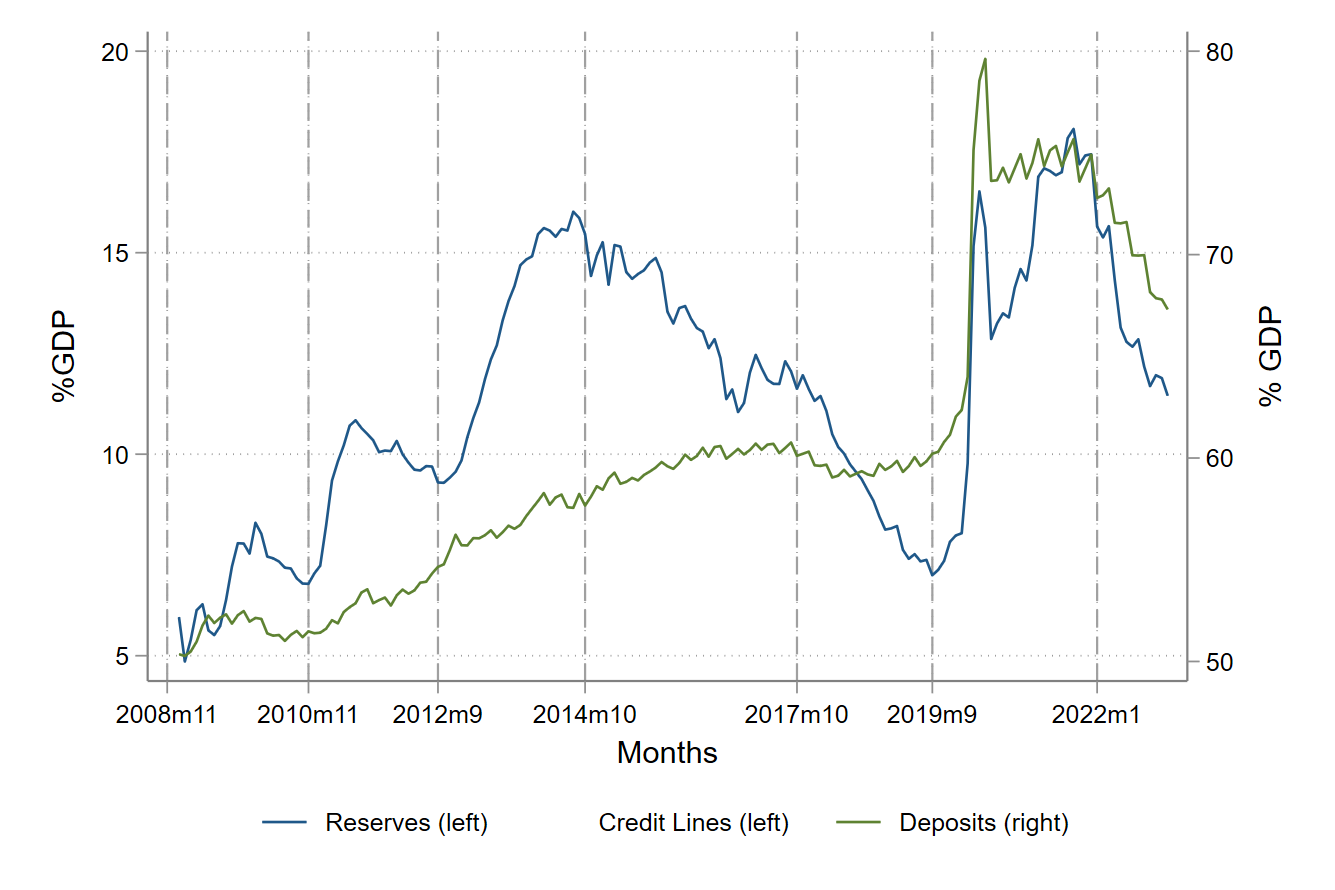 20
15
10
5
%GDP
80
70
60
50
% GDP
2008m11 2010m11 2012m9 2014m10 2017m10 2019m9 2022m1
Months
Reserves (left) Credit Lines (left) Deposits (right)